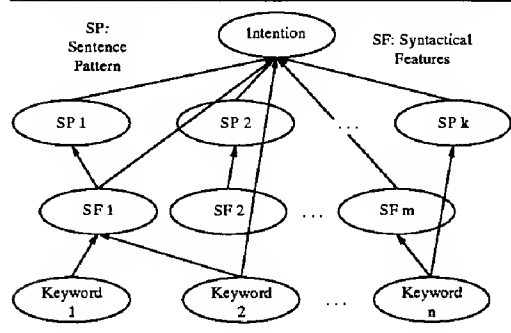 SP:
Sentence
Pattern
Intention
SF: Syntactical
Features
SP 1
SP 2
...
SP k
SF 1
SF 2
...
SF m
Keyword
1
Keyword
2
...
Keyword
n